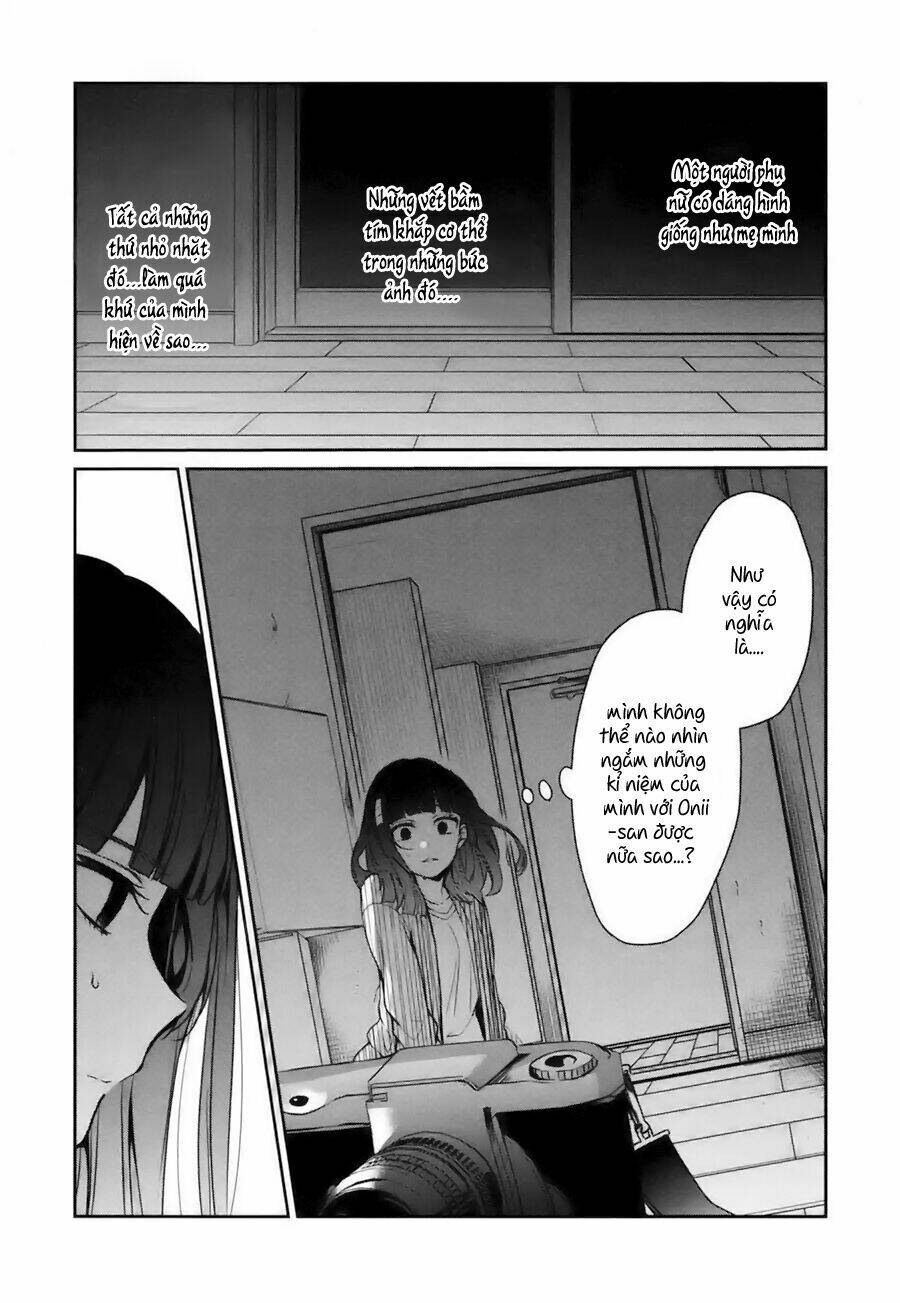 Một người phụ
nữ có dáng hình
giống như mẹ mình
Những vết bầm
tím khắp cơ thể
trong những bức
ảnh đó....
Tất cả những
thứ nhỏ nhặt
đó...làm quá
khứ của mình
hiện về sao...
Như
vậy có
nghĩa
là....
mình không
thể nào nhìn
ngắm những
kỉ niệm của
mình với Onii
-san được
nữa sao...?